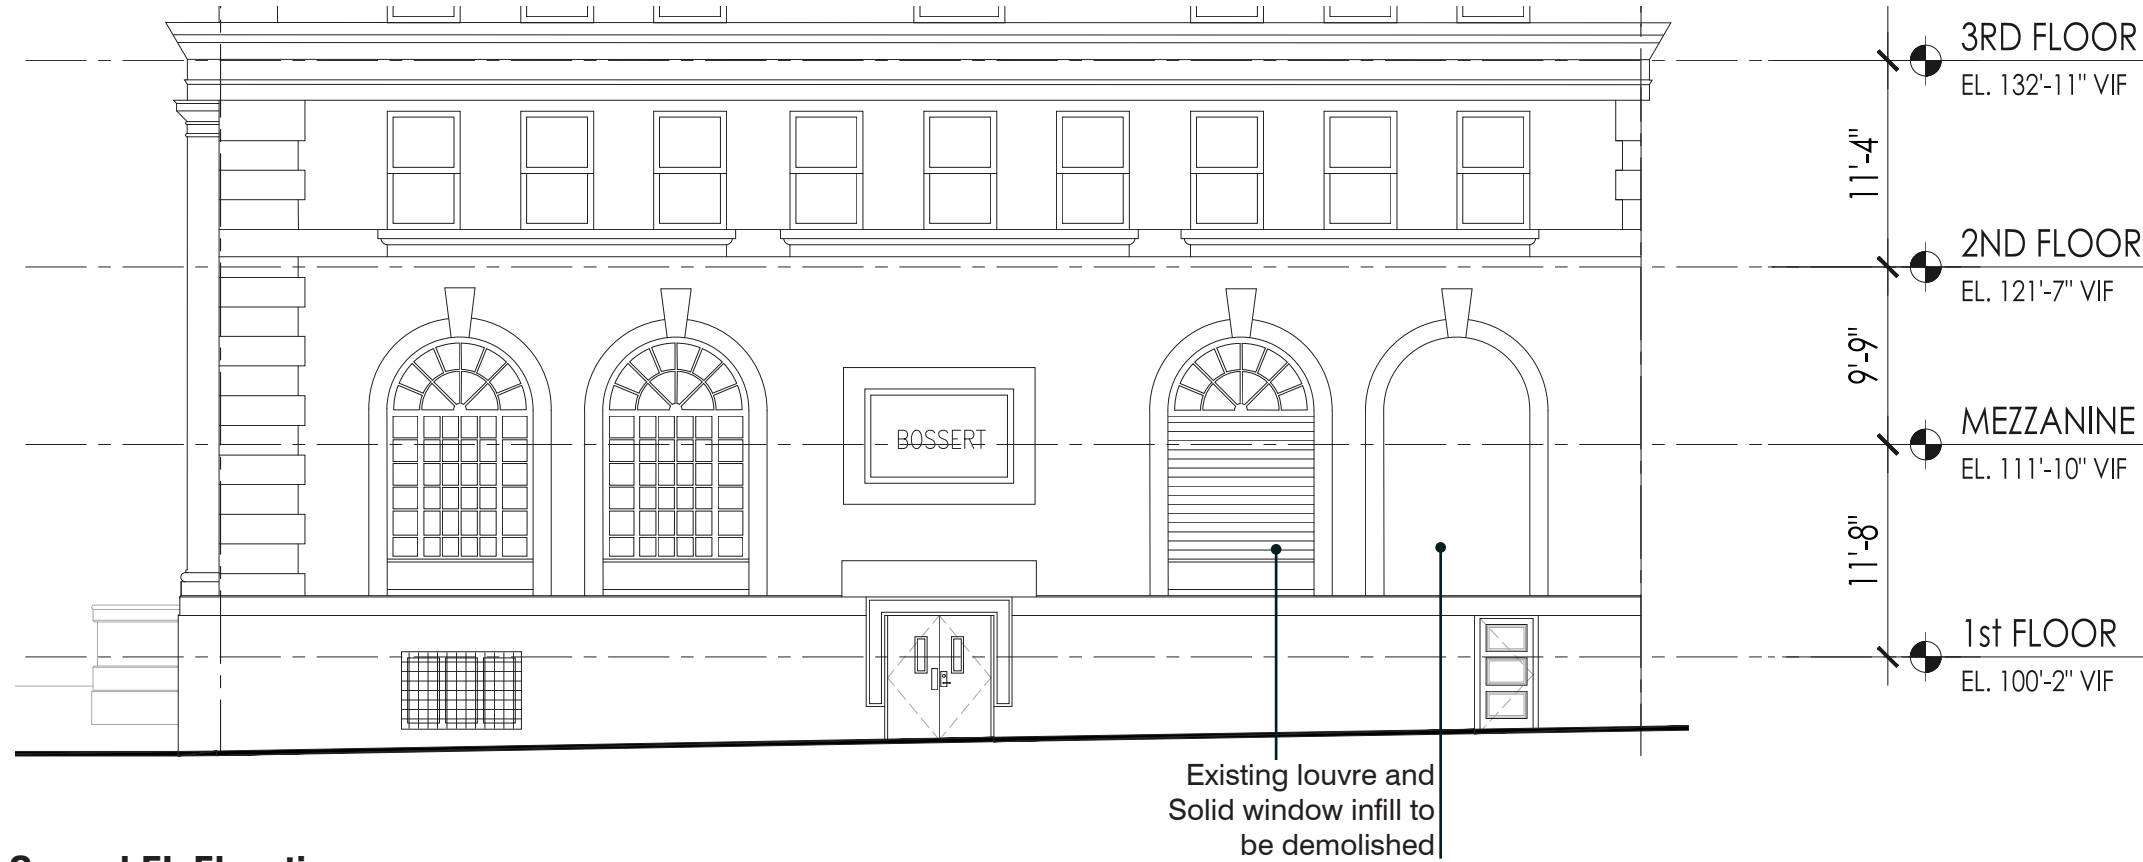 3RD FLOOR
EL. 132'-11" VIF
11'-4"
2ND FLOOR
EL. 121'-7" VIF
9'-9"
BOSSERT
MEZZANINE
EL. 111'-10" VIF
11'-8"
1st FLOOR
EL. 100'-2" VIF
Existing louvre and
Solid window infill to
be demolished